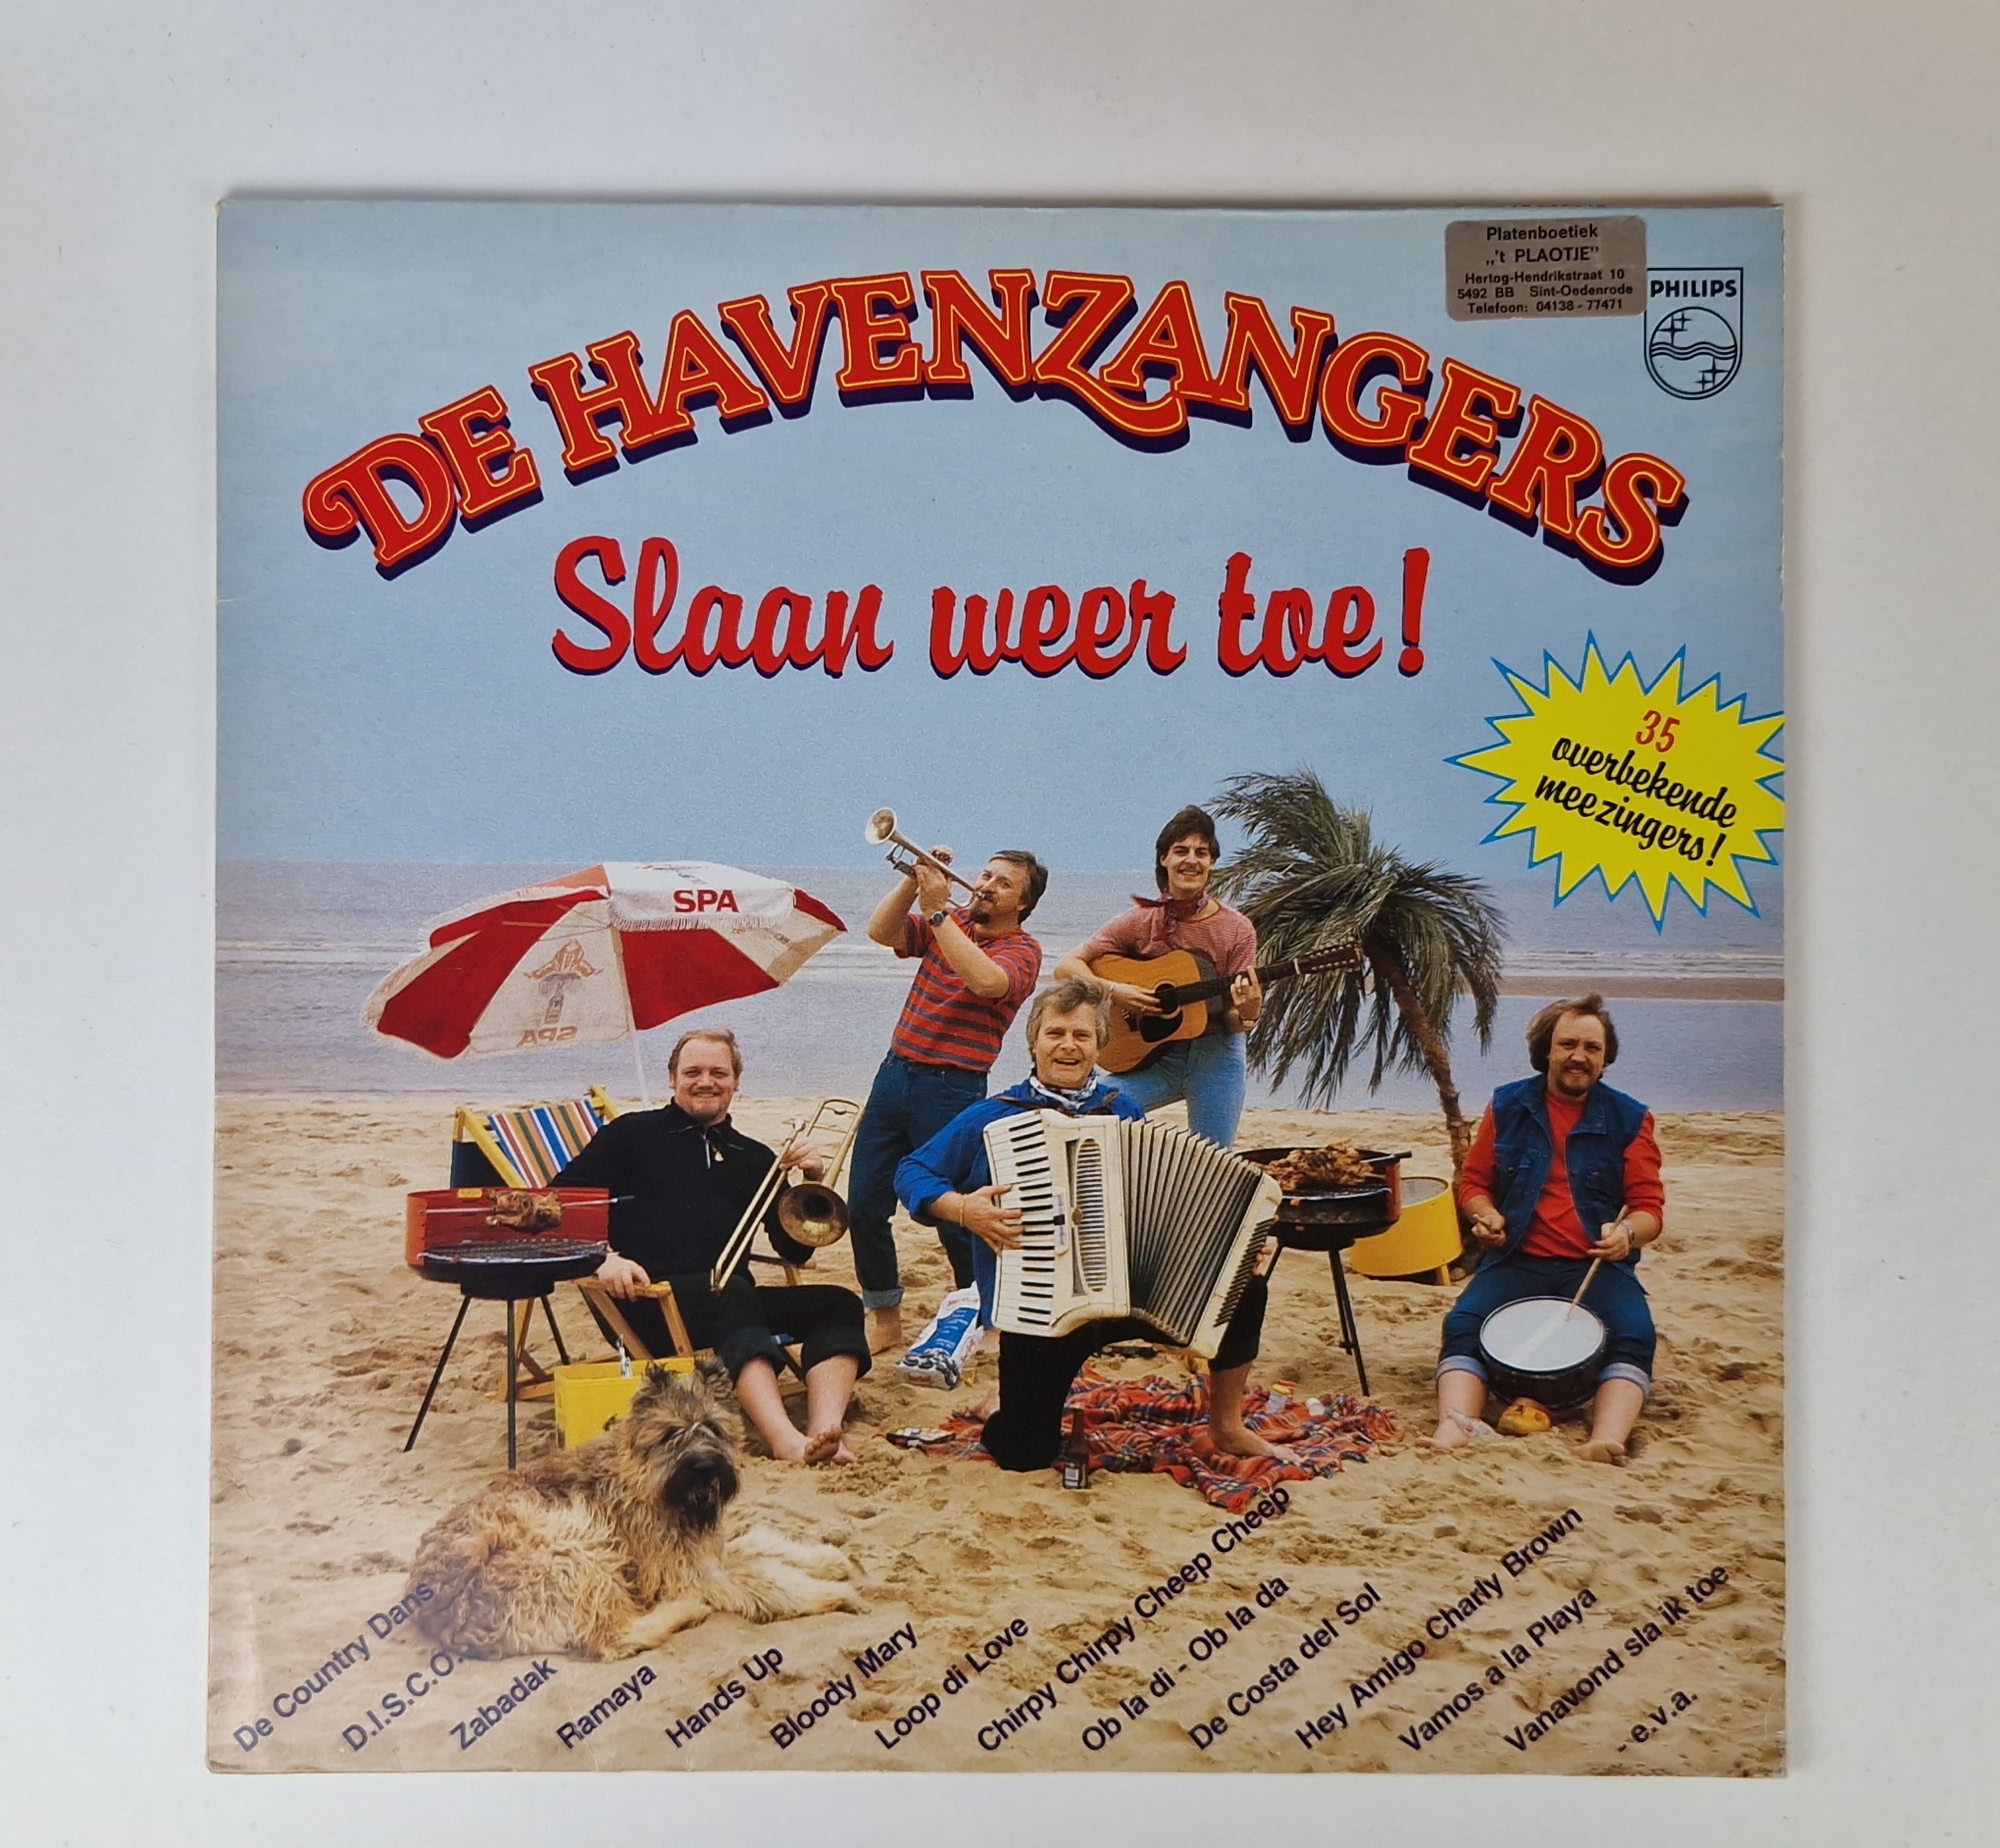 Platenboetiek
„'t PLAOTJE"
Hertog-Hendrikstraat 10
5492 BB Sint-Oedenrode
Telefoon: 04138 - 77471
PHILIPS
DE HAVENZANGERS
Slaan weer toe!
35
overbekende
meezingers!
SPA
SPA
De Country Dans
D.I.S.C.O.
Zabadak
Ramaya
Hands Up
Bloody Mary
Loop di Love
Chirpy Chirpy Cheep Cheep
Ob la di - Ob la da
De Costa del Sol
Hey Amigo Charly Brown
Vamos a la Playa
Vanavond sla ik toe
- e.v.a.